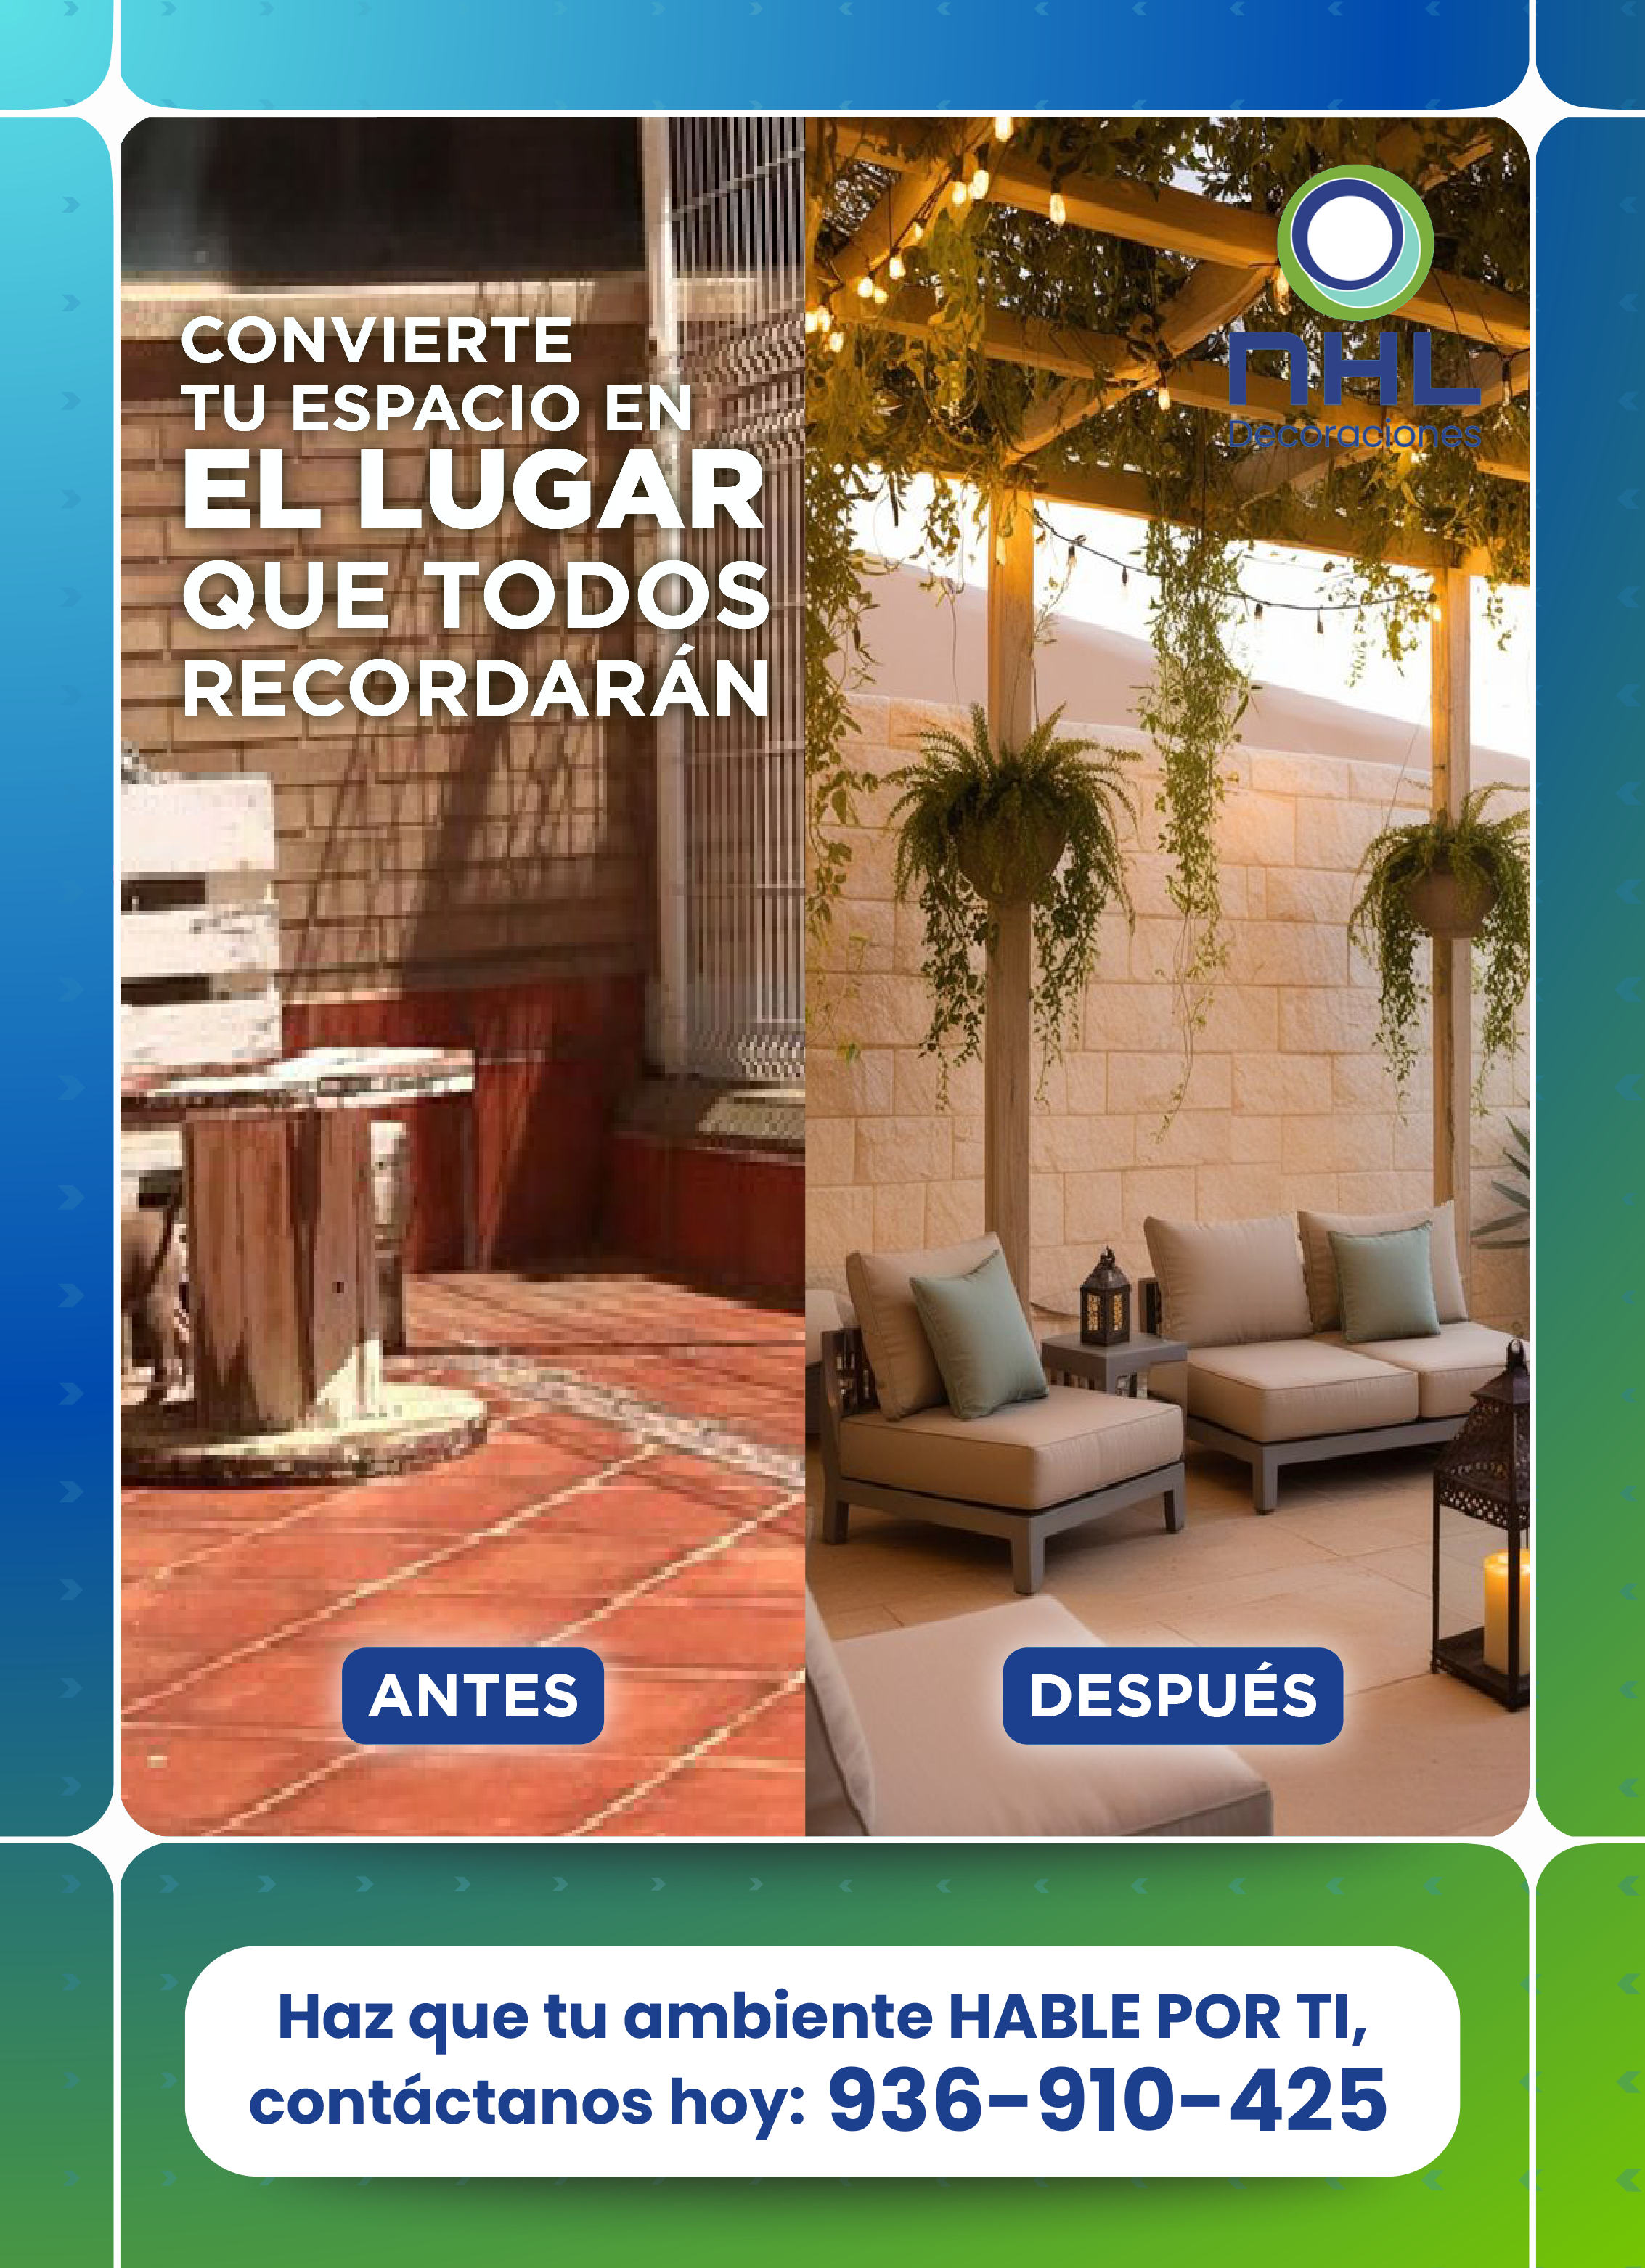 CONVIERTE
TU ESPACIO EN
EL LUGAR
QUE TODOS
RECORDARÁN
NHL
Decoraciones
ANTES
DESPUÉS
Haz que tu ambiente HABLE POR TI,
contáctanos hoy: 936-910-425